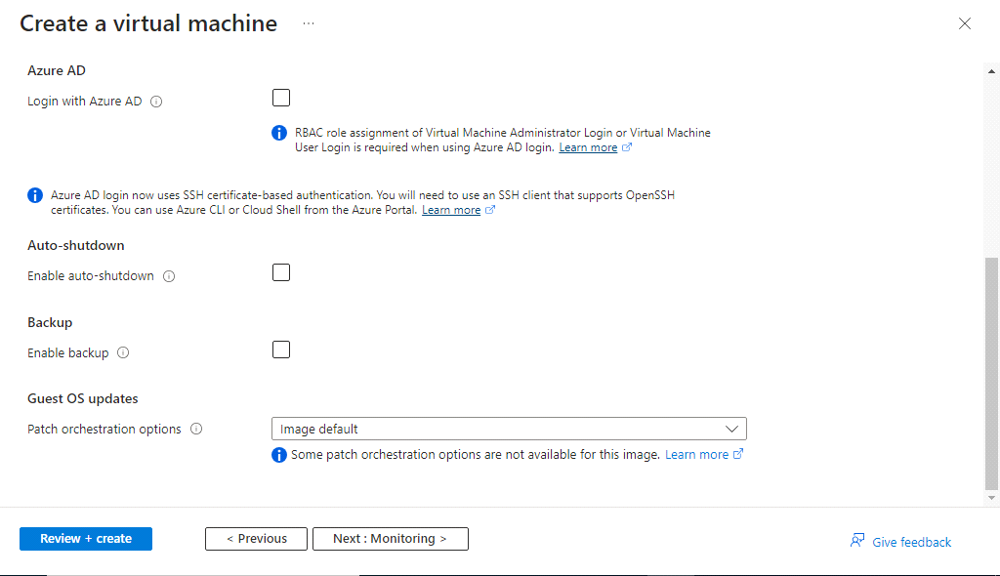 Create a virtual machine ...
Azure AD
Login with Azure AD
RBAC role assignment of Virtual Machine Administrator Login or Virtual Machine
User Login is required when using Azure AD login. Learn more
Azure AD login now uses SSH certificate-based authentication. You will need to use an SSH client that supports OpenSSH
certificates. You can use Azure CLI or Cloud Shell from the Azure Portal. Learn more
Auto-shutdown
Enable auto-shutdown
Backup
Enable backup
Guest OS updates
Patch orchestration options
Image default
Some patch orchestration options are not available for this image. Learn more
Review + create
< Previous
Next : Monitoring >
Give feedback